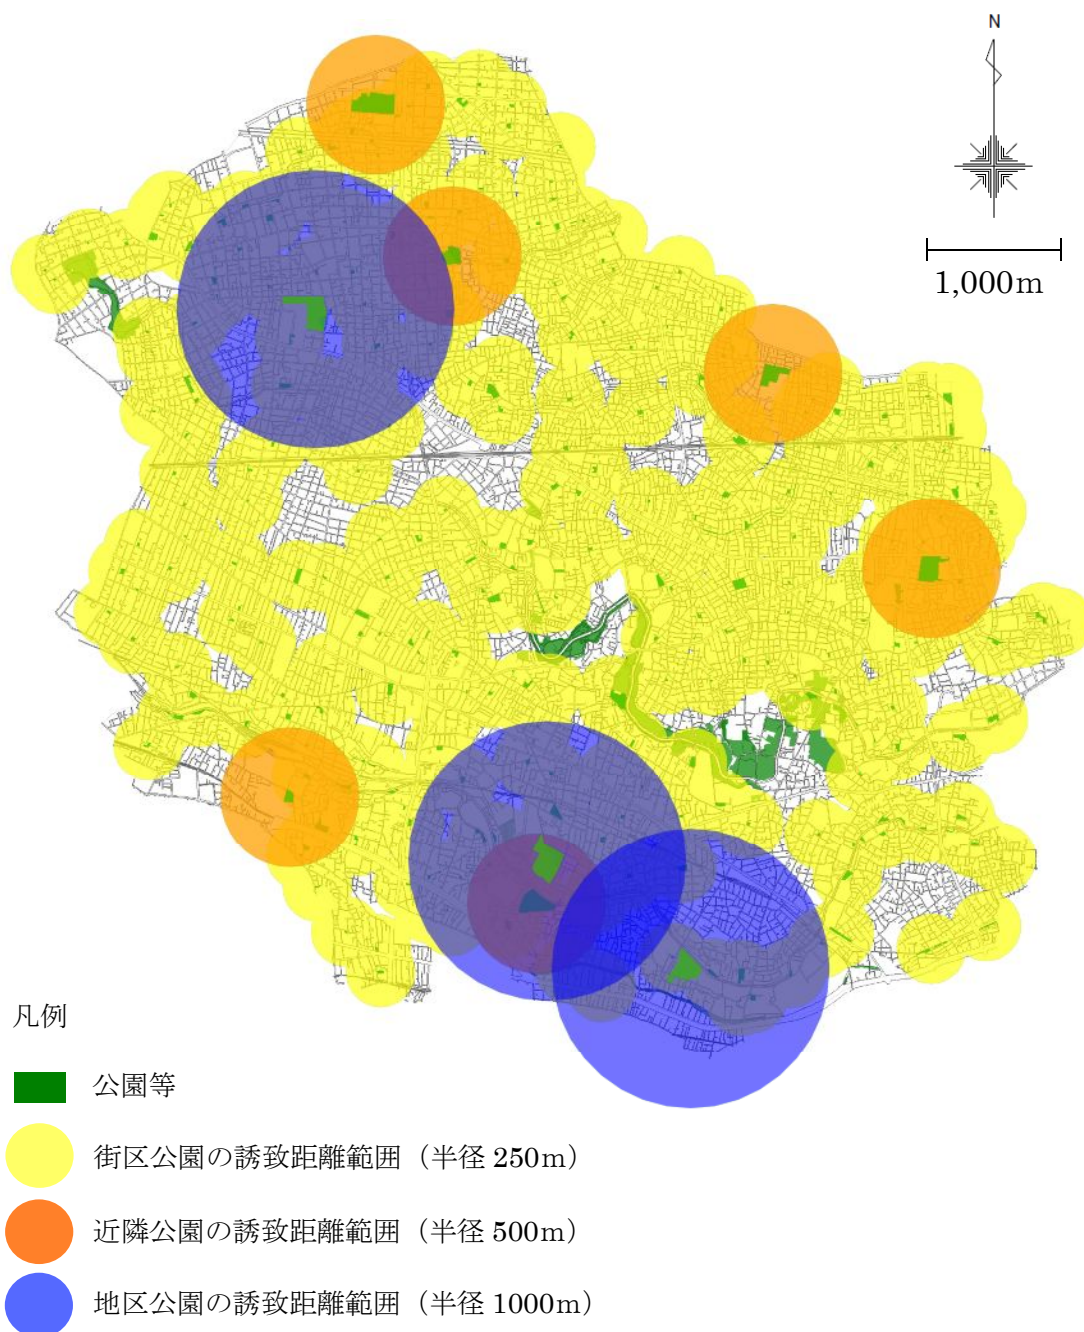 N
1,000m
凡例
公園等
街区公園の誘致距離範囲（半径 250m）
近隣公園の誘致距離範囲（半径 500m）
地区公園の誘致距離範囲（半径 1000m）